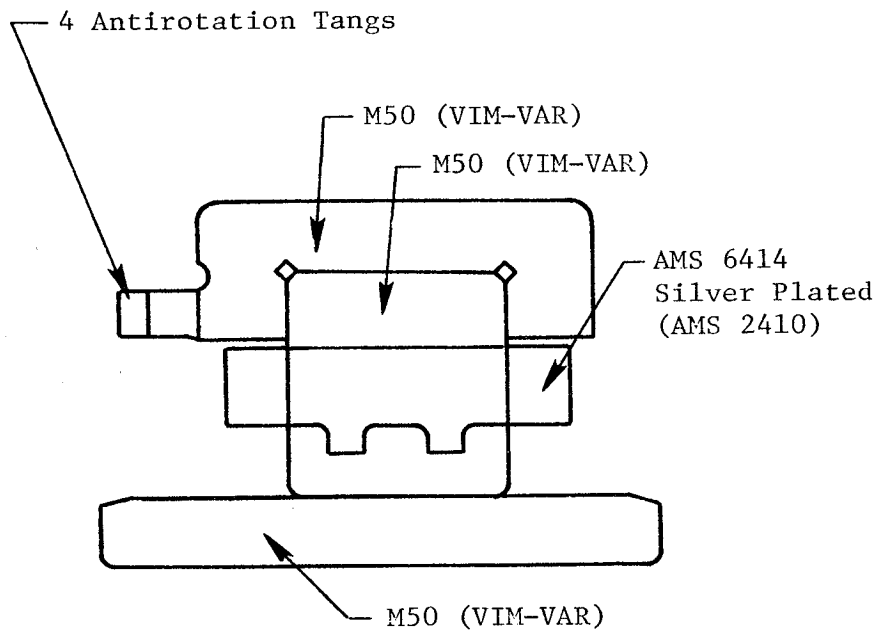 4 Antirotation Tangs
M50 (VIM-VAR)
M50 (VIM-VAR)
AMS 6414
Silver Plated
(AMS 2410)
M50 (VIM-VAR)